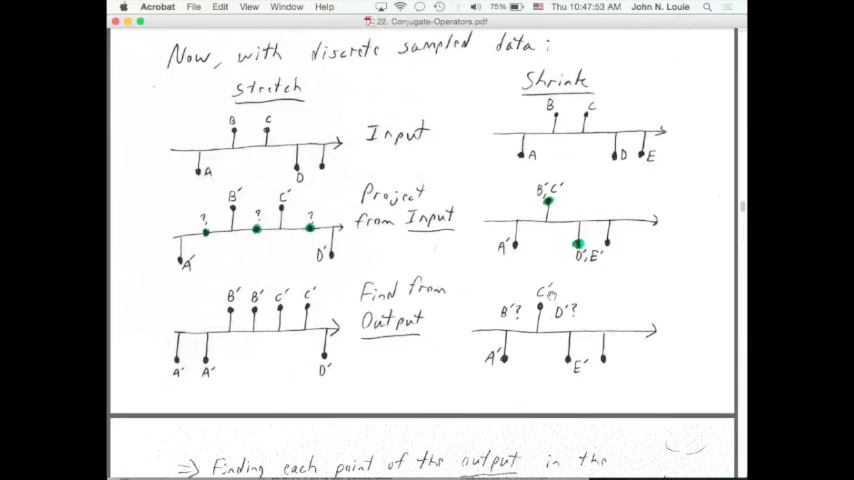 Acrobat File Edit View Window Help 75% Thu 10:47:53 AM John N. Louie
22. Conjugate-Operators.pdf
Now, with discrete sampled data:
Stretch
Shrink
B C
B C
Input
A D
A D E
B' C'
Project
B', C'
? ? ?
from Input
A' D'
A' D', E'
B' B' C' C'
Find from
C'
Output
B'? D'?
A' A' D'
A' E'
⇒ Finding each point of the output in the